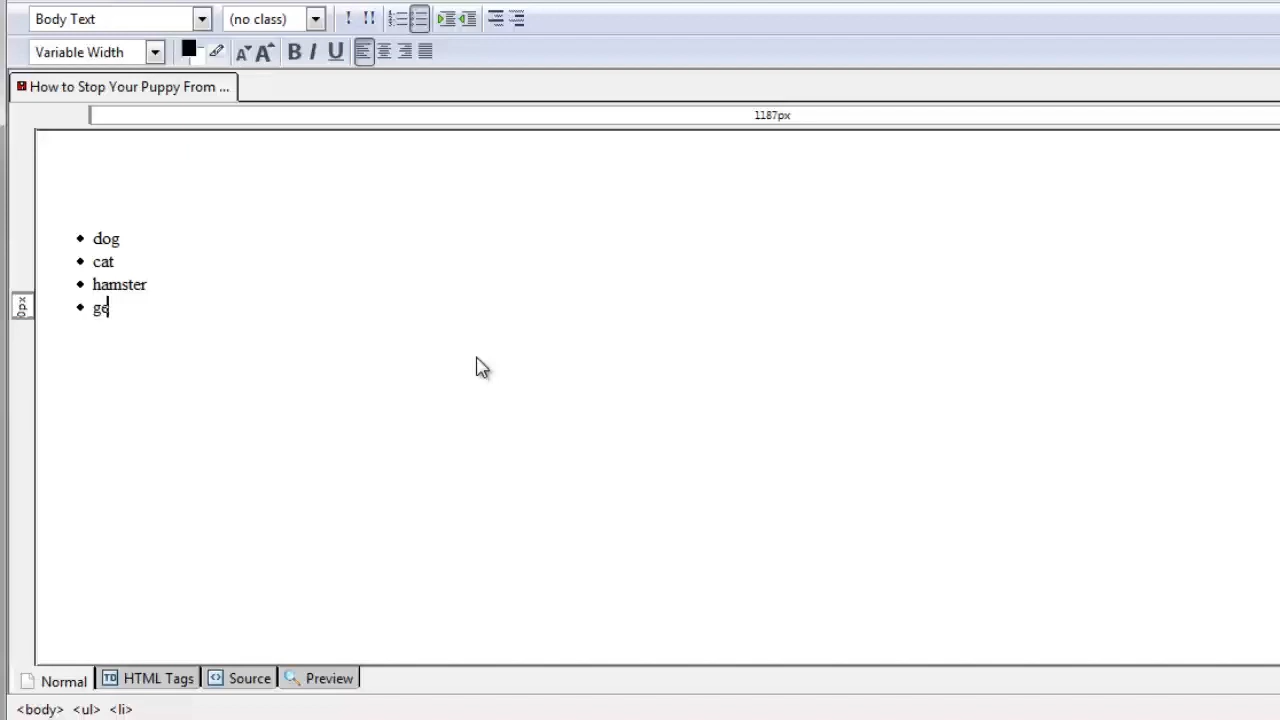 Body Text (no class) ! !!
Variable Width A A B I U
How to Stop Your Puppy From ...
1187px
dog
cat
hamster
ge
0px
Normal HTML Tags Source Preview
<body> <ul> <li>